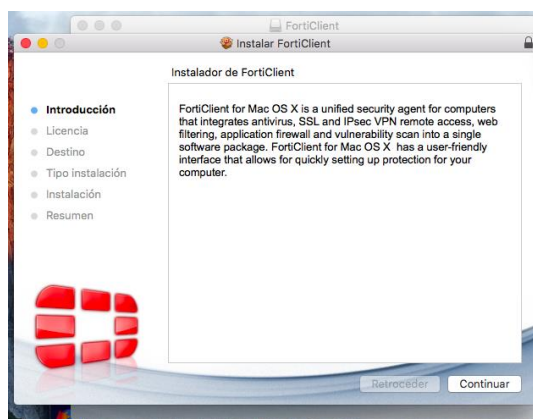 FortiClient
Instalar FortiClient
Instalador de FortiClient
Introducción
Licencia
Destino
Tipo instalación
Instalación
Resumen
FortiClient for Mac OS X is a unified security agent for computers
that integrates antivirus, SSL and IPsec VPN remote access, web
filtering, application firewall and vulnerability scan into a single
software package. FortiClient for Mac OS X has a user-friendly
interface that allows for quickly setting up protection for your
computer.
Retroceder
Continuar